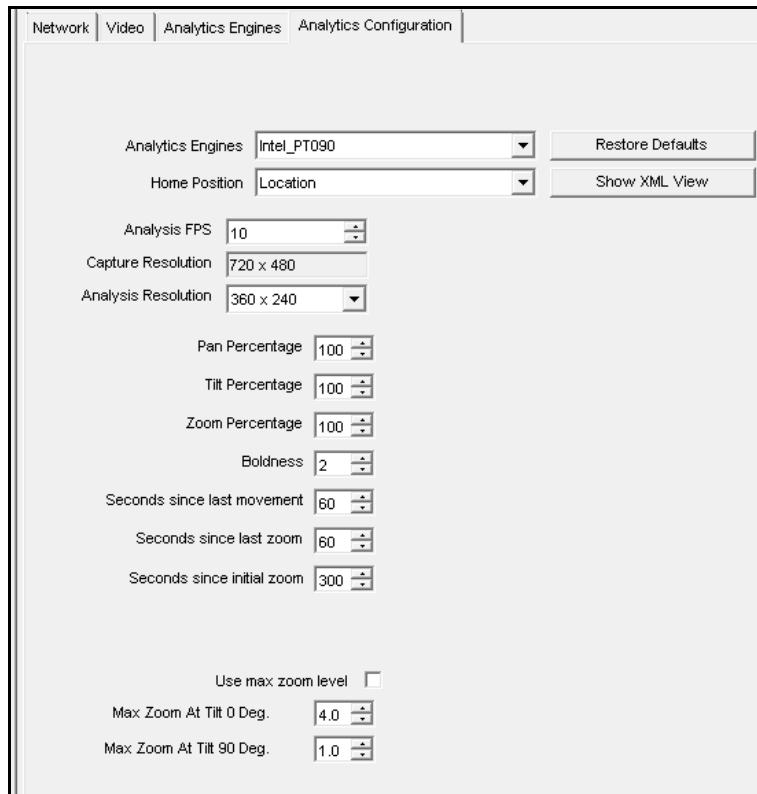 Network Video Analytics Engines Analytics Configuration
Analytics Engines Intel_PT090 Restore Defaults
Home Position Location Show XML View
Analysis FPS 10
Capture Resolution 720 x 480
Analysis Resolution 360 x 240
Pan Percentage 100
Tilt Percentage 100
Zoom Percentage 100
Boldness 2
Seconds since last movement 60
Seconds since last zoom 60
Seconds since initial zoom 300
Use max zoom level
Max Zoom At Tilt 0 Deg. 4.0
Max Zoom At Tilt 90 Deg. 1.0